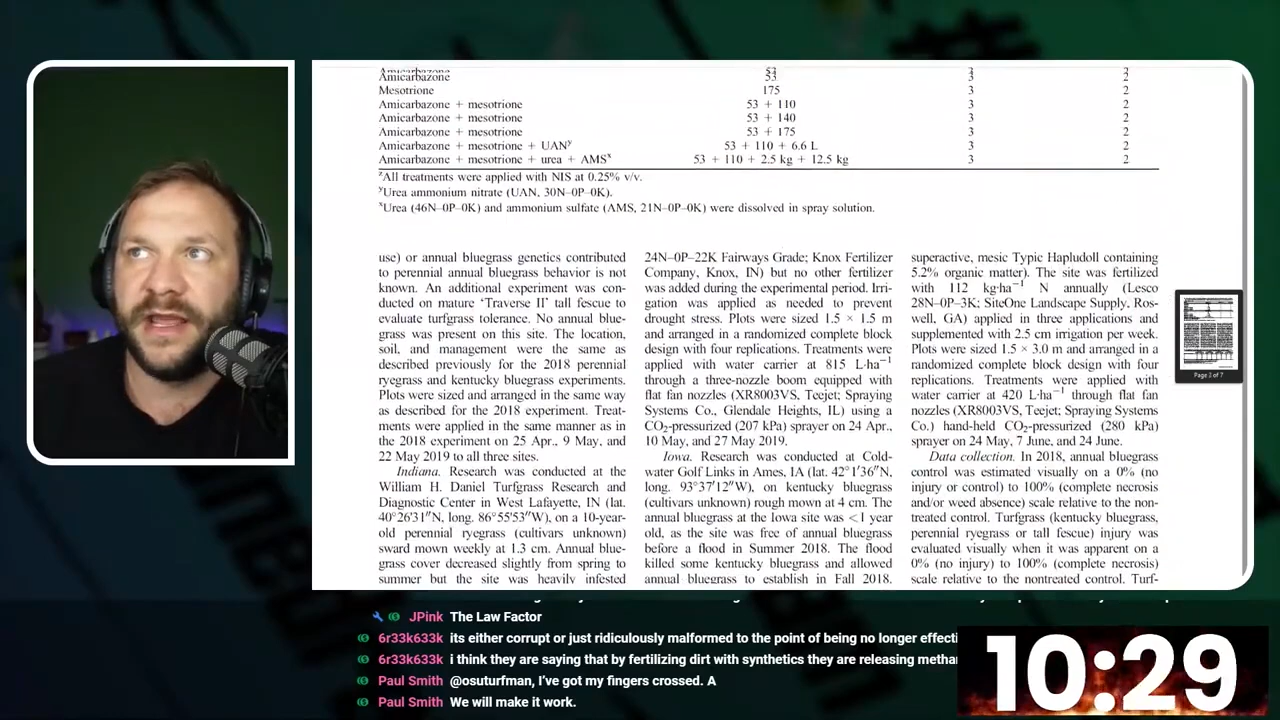 Amicarbazone 53 3 2
Amicarbazone 53 3 2
Mesotrione 175 3 2
Amicarbazone + mesotrione 53 + 110 3 2
Amicarbazone + mesotrione 53 + 140 3 2
Amicarbazone + mesotrione 53 + 175 3 2
Amicarbazone + mesotrione + UANʸ 53 + 110 + 6.6 L 3 2
Amicarbazone + mesotrione + urea + AMSˣ 53 + 110 + 2.5 kg + 12.5 kg 3 2
ᶻAll treatments were applied with NIS at 0.25% v/v.
ʸUrea ammonium nitrate (UAN, 30N–0P–0K).
ˣUrea (46N–0P–0K) and ammonium sulfate (AMS, 21N–0P–0K) were dissolved in spray solution.
use) or annual bluegrass genetics contributed
to perennial annual bluegrass behavior is not
known. An additional experiment was con-
ducted on mature ‘Traverse II’ tall fescue to
evaluate turfgrass tolerance. No annual blue-
grass was present on this site. The location,
soil, and management were the same as
described previously for the 2018 perennial
ryegrass and kentucky bluegrass experiments.
Plots were sized and arranged in the same way
as described for the 2018 experiment. Treat-
ments were applied in the same manner as in
the 2018 experiment on 25 Apr., 9 May, and
22 May 2019 to all three sites.
Indiana. Research was conducted at the
William H. Daniel Turfgrass Research and
Diagnostic Center in West Lafayette, IN (lat.
40°26′31″N, long. 86°55′53″W), on a 10-year-
old perennial ryegrass (cultivars unknown)
sward mown weekly at 1.3 cm. Annual blue-
grass cover decreased slightly from spring to
summer but the site was heavily infested
24N–0P–22K Fairways Grade; Knox Fertilizer
Company, Knox, IN) but no other fertilizer
was added during the experimental period. Irri-
gation was applied as needed to prevent
drought stress. Plots were sized 1.5 × 1.5 m
and arranged in a randomized complete block
design with four replications. Treatments were
applied with water carrier at 815 L·ha⁻¹
through a three-nozzle boom equipped with
flat fan nozzles (XR8003VS, Teejet; Spraying
Systems Co., Glendale Heights, IL) using a
CO₂-pressurized (207 kPa) sprayer on 24 Apr.,
10 May, and 27 May 2019.
Iowa. Research was conducted at Cold-
water Golf Links in Ames, IA (lat. 42°1′36″N,
long. 93°37′12″W), on kentucky bluegrass
(cultivars unknown) rough mown at 4 cm. The
annual bluegrass at the Iowa site was <1 year
old, as the site was free of annual bluegrass
before a flood in Summer 2018. The flood
killed some kentucky bluegrass and allowed
annual bluegrass to establish in Fall 2018.
superactive, mesic Typic Hapludoll containing
5.2% organic matter). The site was fertilized
with 112 kg·ha⁻¹ N annually (Lesco
28N–0P–3K; SiteOne Landscape Supply, Ros-
well, GA) applied in three applications and
supplemented with 2.5 cm irrigation per week.
Plots were sized 1.5 × 3.0 m and arranged in a
randomized complete block design with four
replications. Treatments were applied with
water carrier at 420 L·ha⁻¹ through flat fan
nozzles (XR8003VS, Teejet; Spraying Systems
Co.) hand-held CO₂-pressurized (280 kPa)
sprayer on 24 May, 7 June, and 24 June.
Data collection. In 2018, annual bluegrass
control was estimated visually on a 0% (no
injury or control) to 100% (complete necrosis
and/or weed absence) scale relative to the non-
treated control. Turfgrass (kentucky bluegrass,
perennial ryegrass or tall fescue) injury was
evaluated visually when it was apparent on a
0% (no injury) to 100% (complete necrosis)
scale relative to the nontreated control. Turf-
Page 2 of 7
JPink The Law Factor
6r33k633k its either corrupt or just ridiculously malformed to the point of being no longer effecti
6r33k633k i think they are saying that by fertilizing dirt with synthetics they are releasing metha
Paul Smith @osuturfman, I’ve got my fingers crossed. A
Paul Smith We will make it work.
10:29